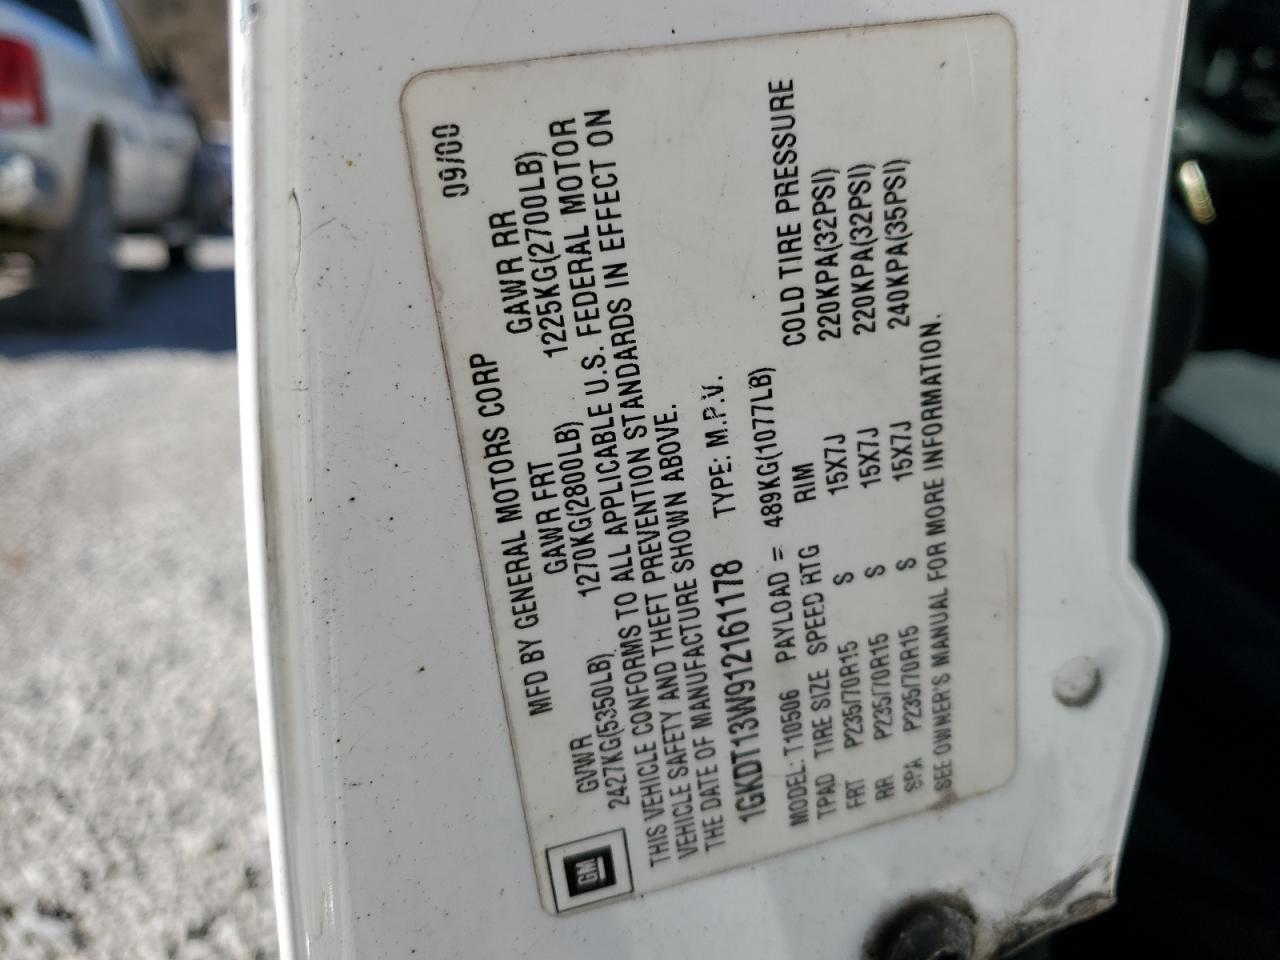 09/00
MFD BY GENERAL MOTORS CORP
GVWR GAWR FRT GAWR RR
2427KG(5350LB) 1270KG(2800LB) 1225KG(2700LB)
THIS VEHICLE CONFORMS TO ALL APPLICABLE U.S. FEDERAL MOTOR
VEHICLE SAFETY AND THEFT PREVENTION STANDARDS IN EFFECT ON
THE DATE OF MANUFACTURE SHOWN ABOVE.
1GKDT13W912161178 TYPE: M.P.V.
MODEL: T10506 PAYLOAD = 489KG(1077LB)
TPAD TIRE SIZE SPEED RTG RIM COLD TIRE PRESSURE
FRT P235/70R15 S 15X7J 220KPA(32PSI)
RR P235/70R15 S 15X7J 220KPA(32PSI)
SPA P235/70R15 S 15X7J 240KPA(35PSI)
SEE OWNER'S MANUAL FOR MORE INFORMATION.
GM